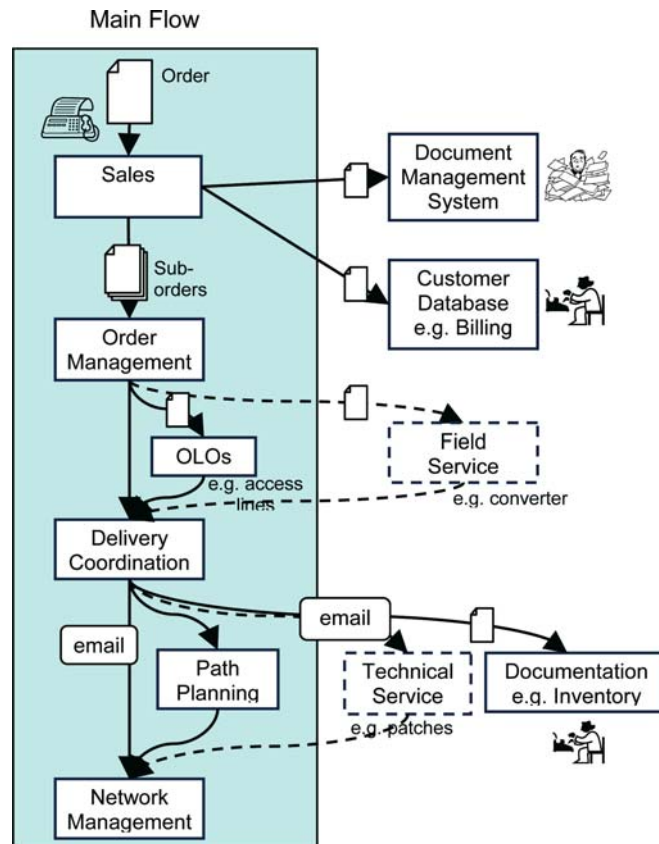 Main Flow
Order
Sales
Document
Management
System
Sub-
orders
Customer
Database
e.g. Billing
Order
Management
OLOs
e.g. access
lines
Field
Service
e.g. converter
Delivery
Coordination
email
email
Path
Planning
Technical
Service
e.g. patches
Documentation
e.g. Inventory
Network
Management